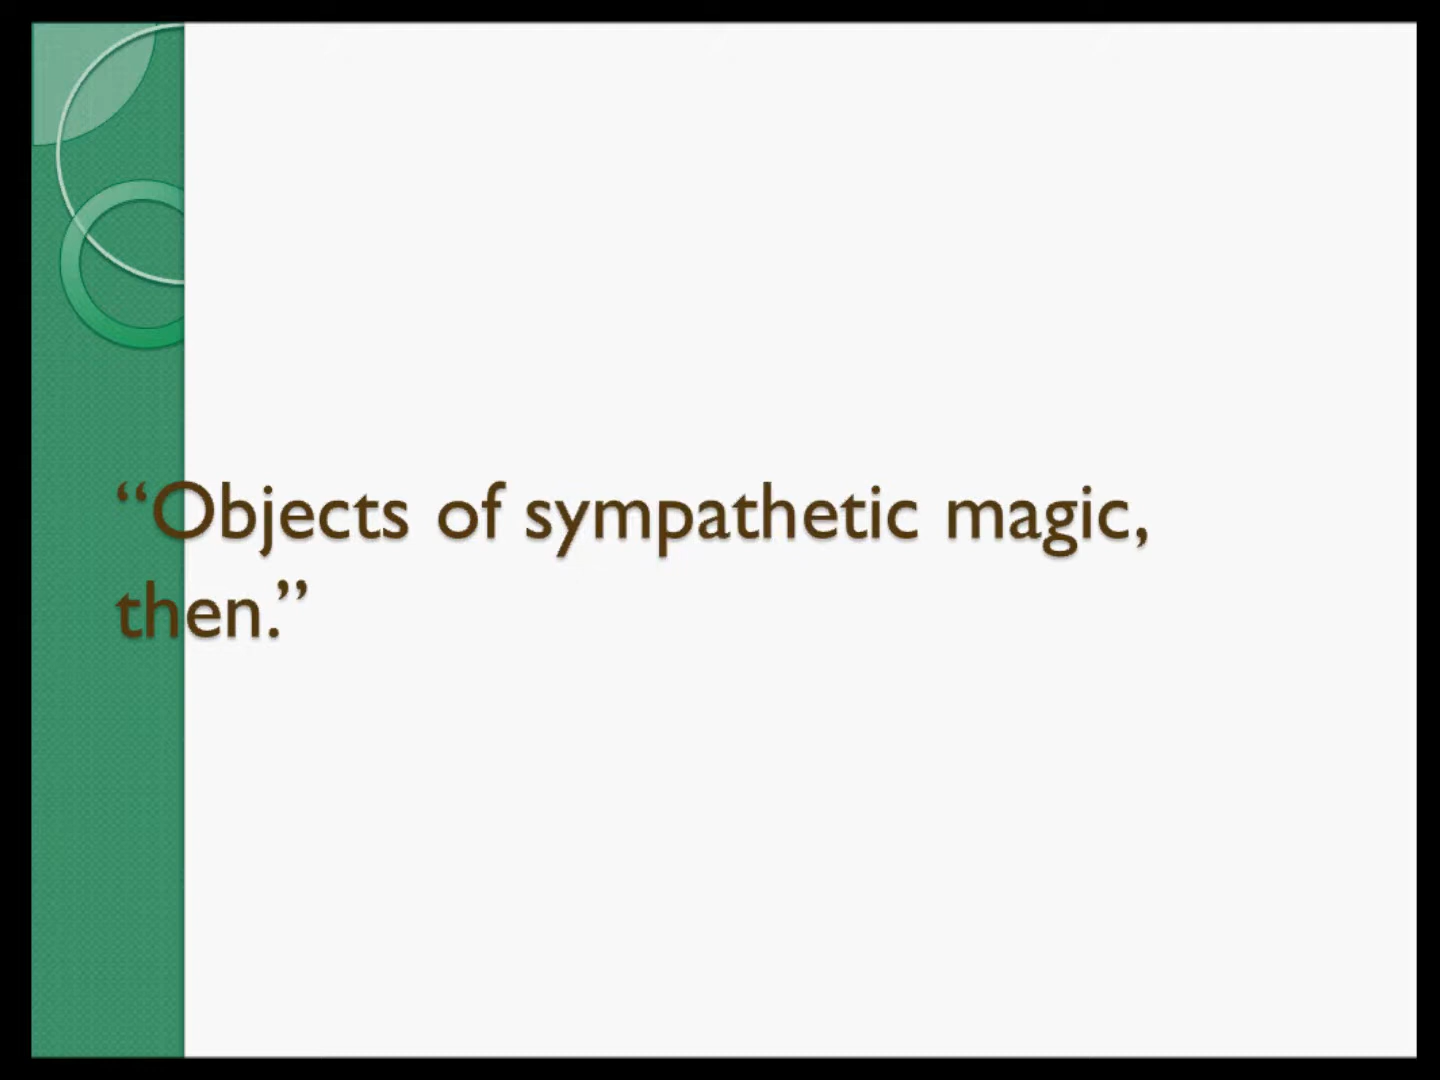 “Objects of sympathetic magic,
then.”